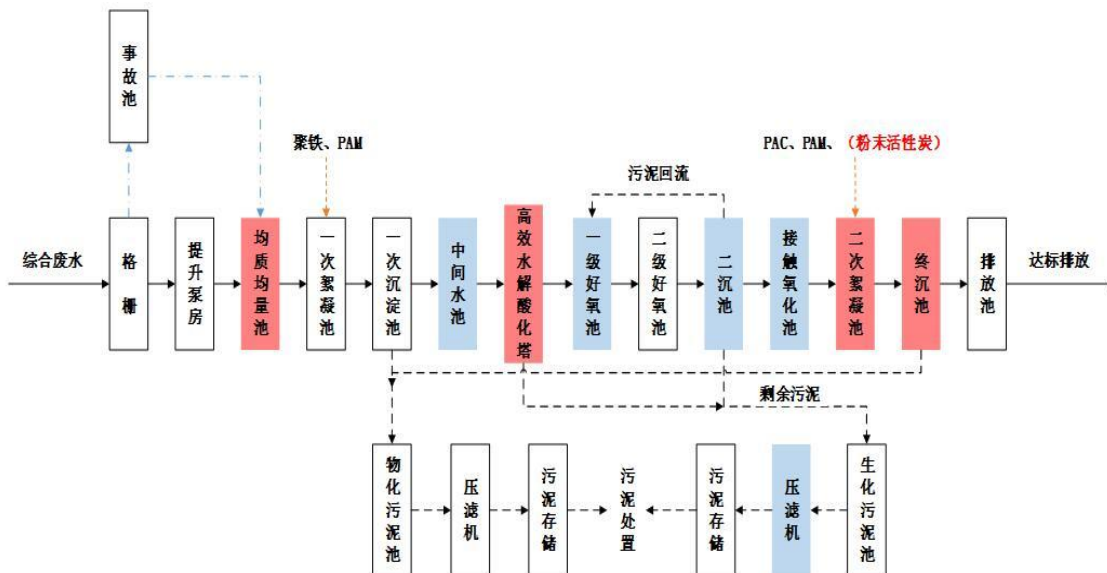 事故池
聚铁、PAM
PAC、PAM、（粉末活性炭）
污泥回流
综合废水
格栅
提升泵房
均质均量池
一次絮凝池
一次沉淀池
中间水池
高效水解酸化塔
一级好氧池
二级好氧池
二沉池
接触氧化池
二次絮凝池
终沉池
排放池
达标排放
剩余污泥
物化污泥池
压滤机
污泥存储
污泥处置
污泥存储
压滤机
生化污泥池